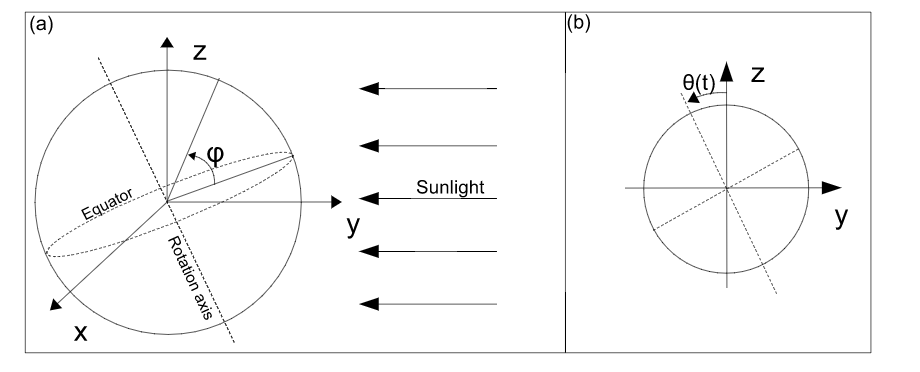 (a)
z
φ
Equator
Sunlight
y
Rotation axis
x
(b)
θ(t)
z
y